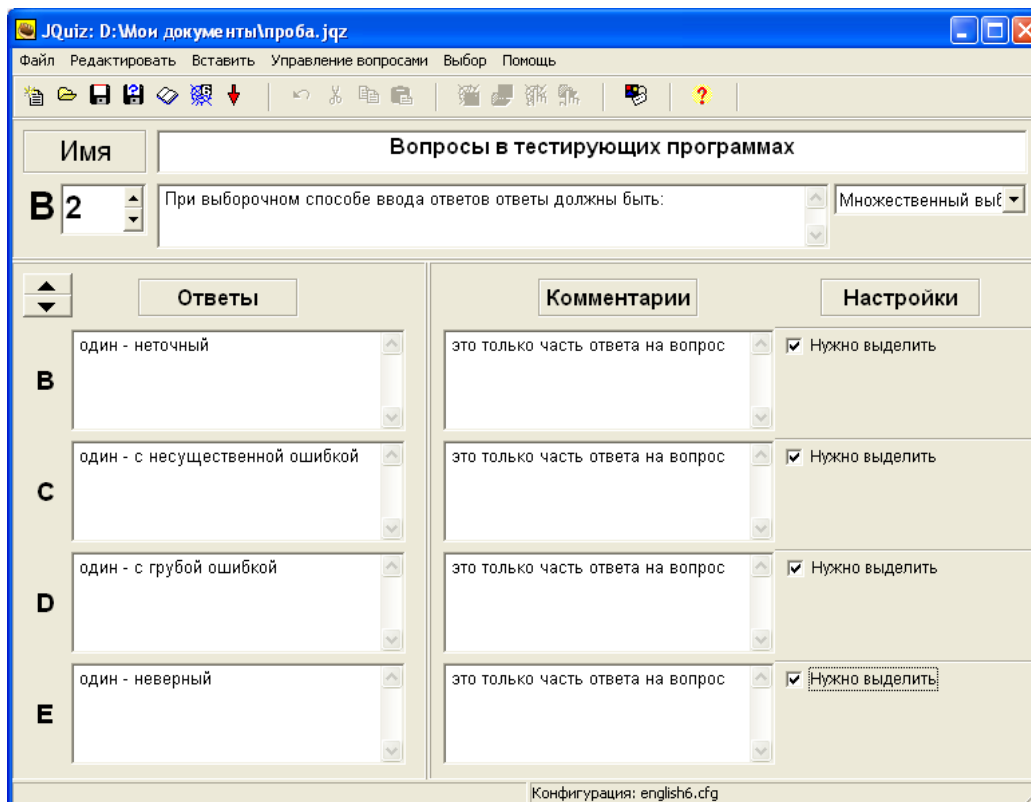 JQuiz: D:\Мои документы\проба.jqz
Файл Редактировать Вставить Управление вопросами Выбор Помощь
Имя Вопросы в тестирующих программах
В 2 При выборочном способе ввода ответов ответы должны быть: Множественный выб
Ответы Комментарии Настройки
B один - неточный это только часть ответа на вопрос Нужно выделить
C один - с несущественной ошибкой это только часть ответа на вопрос Нужно выделить
D один - с грубой ошибкой это только часть ответа на вопрос Нужно выделить
E один - неверный это только часть ответа на вопрос Нужно выделить
Конфигурация: english6.cfg